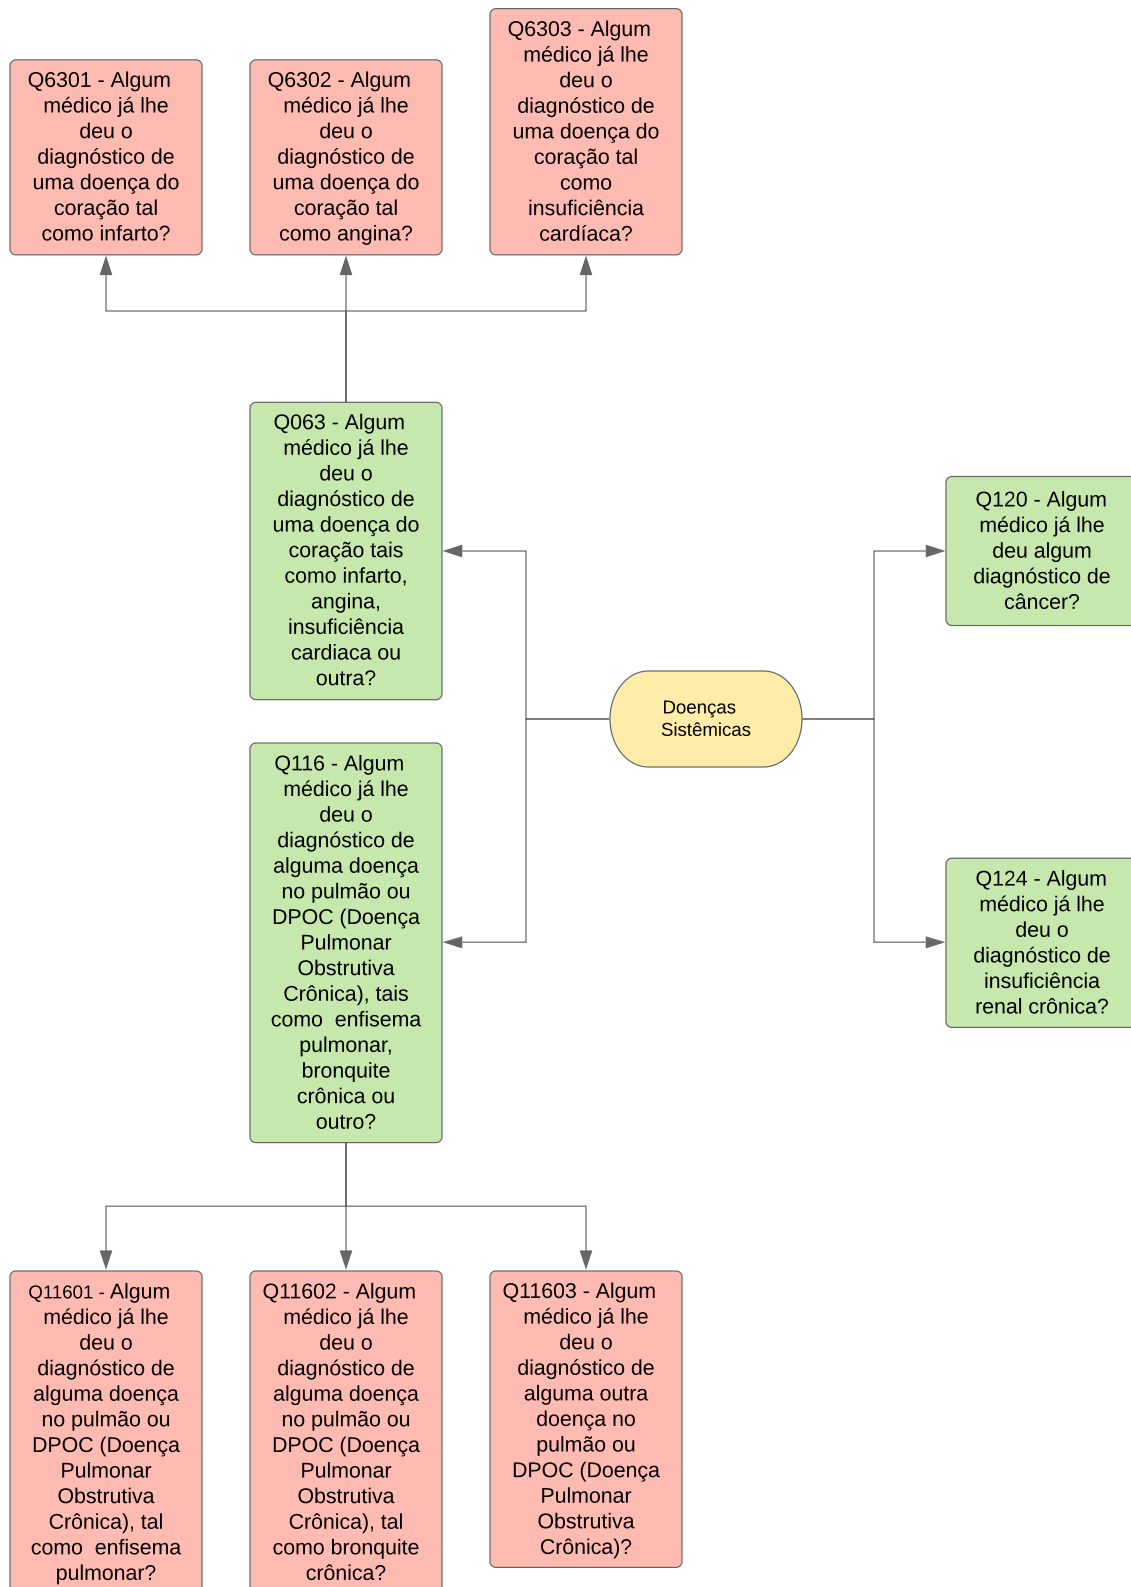 Q6301 - Algum
médico já lhe
deu o
diagnóstico de
uma doença do
coração tal
como infarto?
Q6302 - Algum
médico já lhe
deu o
diagnóstico de
uma doença do
coração tal
como angina?
Q6303 - Algum
médico já lhe
deu o
diagnóstico de
uma doença do
coração tal
como
insuficiência
cardíaca?
Q063 - Algum
médico já lhe
deu o
diagnóstico de
uma doença do
coração tais
como infarto,
angina,
insuficiência
cardiaca ou
outra?
Q120 - Algum
médico já lhe
deu algum
diagnóstico de
câncer?
Doenças
Sistêmicas
Q116 - Algum
médico já lhe
deu o
diagnóstico de
alguma doença
no pulmão ou
DPOC (Doença
Pulmonar
Obstrutiva
Crônica), tais
como  enfisema
pulmonar,
bronquite
crônica ou
outro?
Q124 - Algum
médico já lhe
deu o
diagnóstico de
insuficiência
renal crônica?
Q11601 - Algum
médico já lhe
deu o
diagnóstico de
alguma doença
no pulmão ou
DPOC (Doença
Pulmonar
Obstrutiva
Crônica), tal
como  enfisema
pulmonar?
Q11602 - Algum
médico já lhe
deu o
diagnóstico de
alguma doença
no pulmão ou
DPOC (Doença
Pulmonar
Obstrutiva
Crônica), tal
como bronquite
crônica?
Q11603 - Algum
médico já lhe
deu o
diagnóstico de
alguma outra
doença no
pulmão ou
DPOC (Doença
Pulmonar
Obstrutiva
Crônica)?